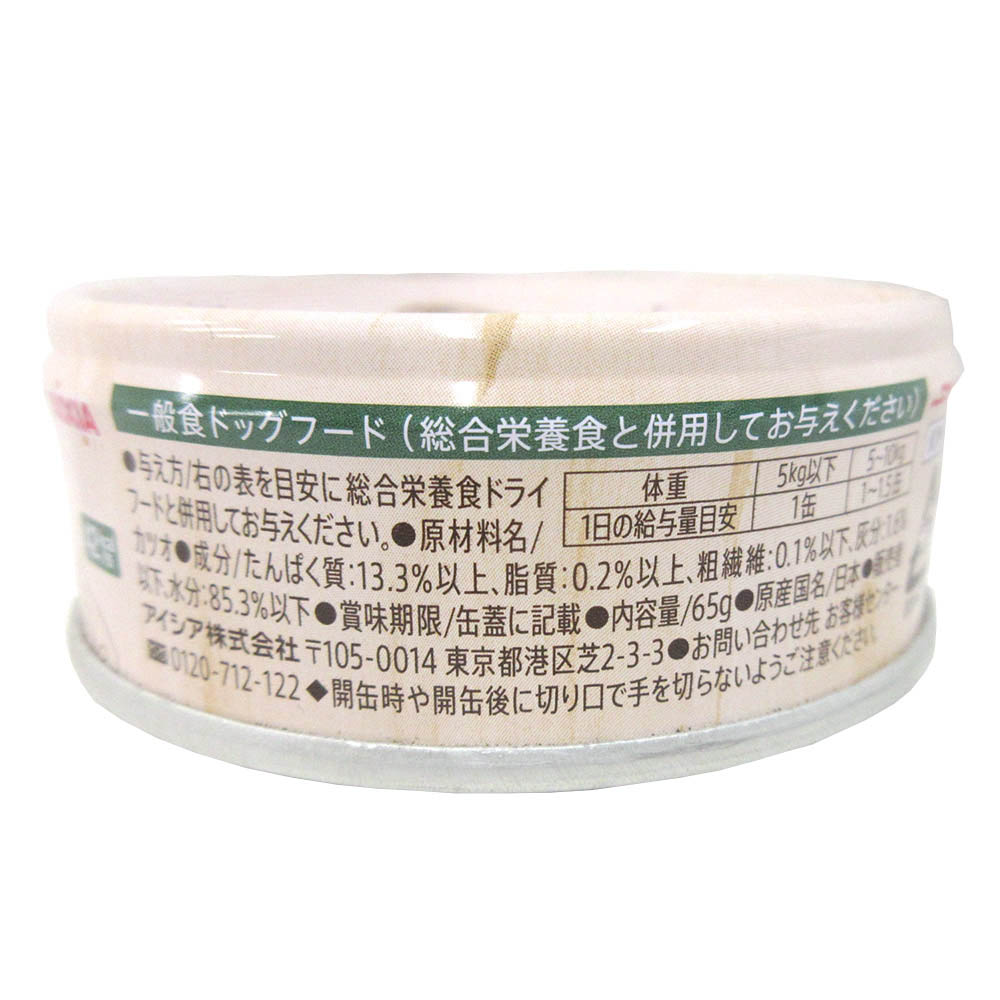 一般食ドッグフード(総合栄養食と併用してお与えください)
●与え方/右の表を目安に総合栄養食ドライ
フードと併用してお与えください。●原材料名/
体重 5kg以下 5~10kg
1日の給与量目安 1缶 1~1.5缶
カツオ●成分/たんぱく質:13.3%以上、脂質:0.2%以上、粗繊維:0.1%以下、灰分:1.6%
以下、水分:85.3%以下●賞味期限/缶蓋に記載●内容量/65g●原産国名/日本●販売者
アイシア株式会社 〒105-0014 東京都港区芝2-3-3●お問い合わせ先 お客様センター
0120-712-122 ◆開缶時や開缶後に切り口で手を切らないようご注意ください。